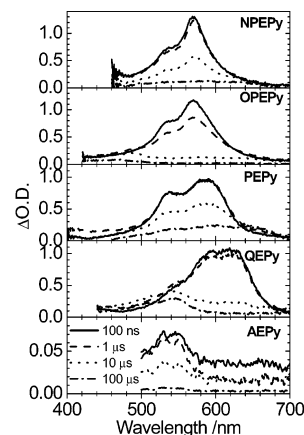 NPEPy
1.0
0.5
0.0
OPEPy
1.0
0.5
0.0
PEPy
1.0
0.5
0.0
QEPy
1.0
0.5
0.0
AEPy
0.05
0.00
ΔO.D.
100 ns
1 μs
10 μs
100 μs
400 500 600 700
Wavelength /nm